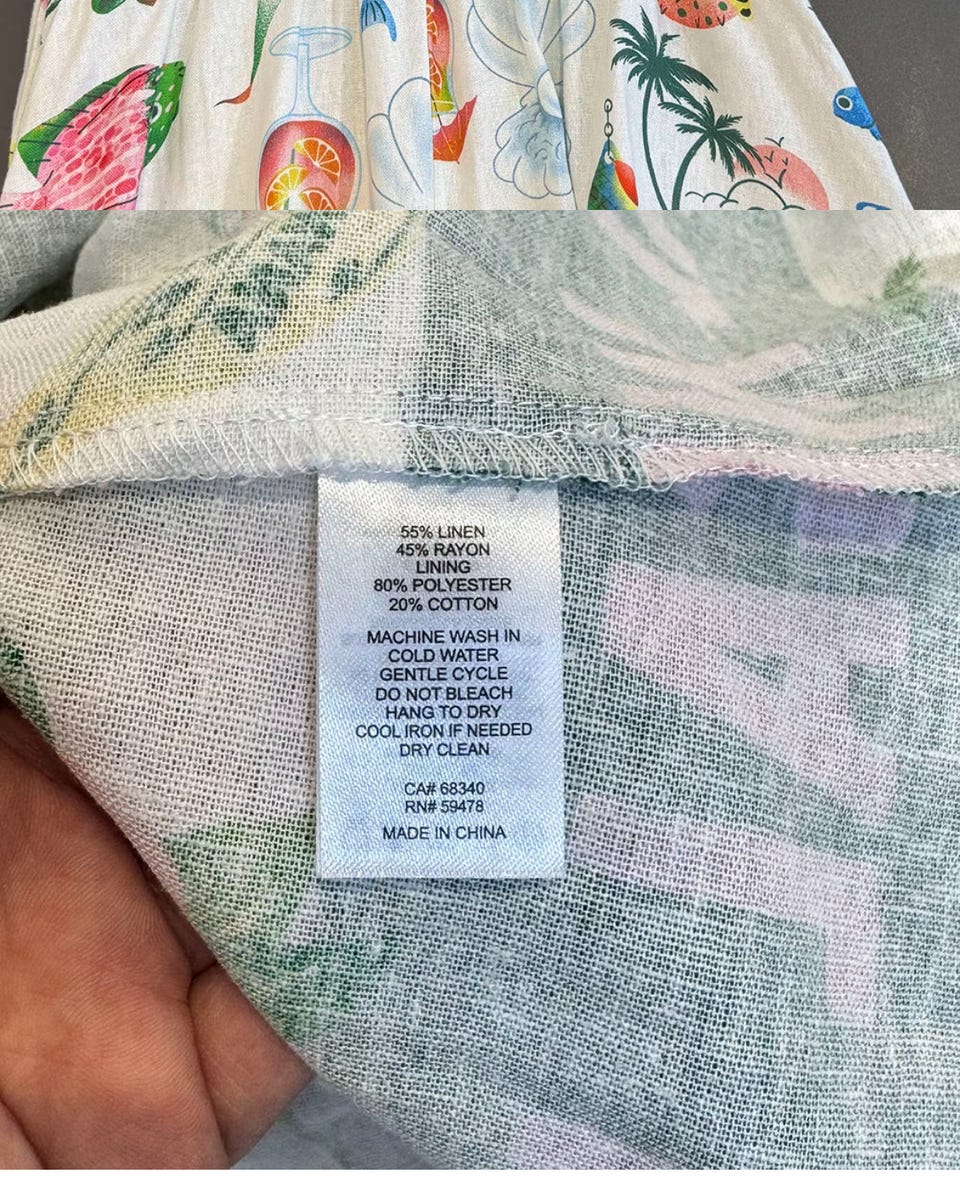 55% LINEN
45% RAYON
LINING
80% POLYESTER
20% COTTON
MACHINE WASH IN
COLD WATER
GENTLE CYCLE
DO NOT BLEACH
HANG TO DRY
COOL IRON IF NEEDED
DRY CLEAN
CA# 68340
RN# 59478
MADE IN CHINA